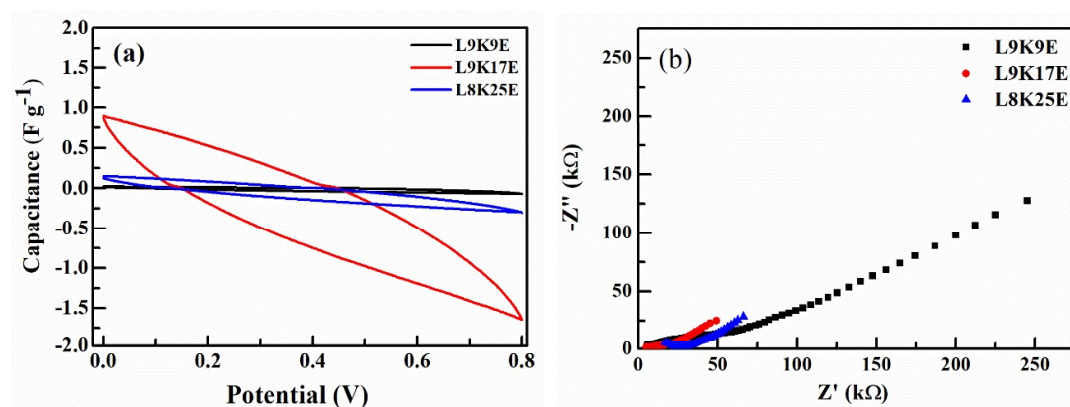 (a)
L9K9E
L9K17E
L8K25E
Capacitance (F g⁻¹)
2.0
1.5
1.0
0.5
0.0
-0.5
-1.0
-1.5
-2.0
0.0 0.2 0.4 0.6 0.8
Potential (V)
(b)
L9K9E
L9K17E
L8K25E
-Z'' (kΩ)
250
200
150
100
50
0
0 50 100 150 200 250
Z' (kΩ)